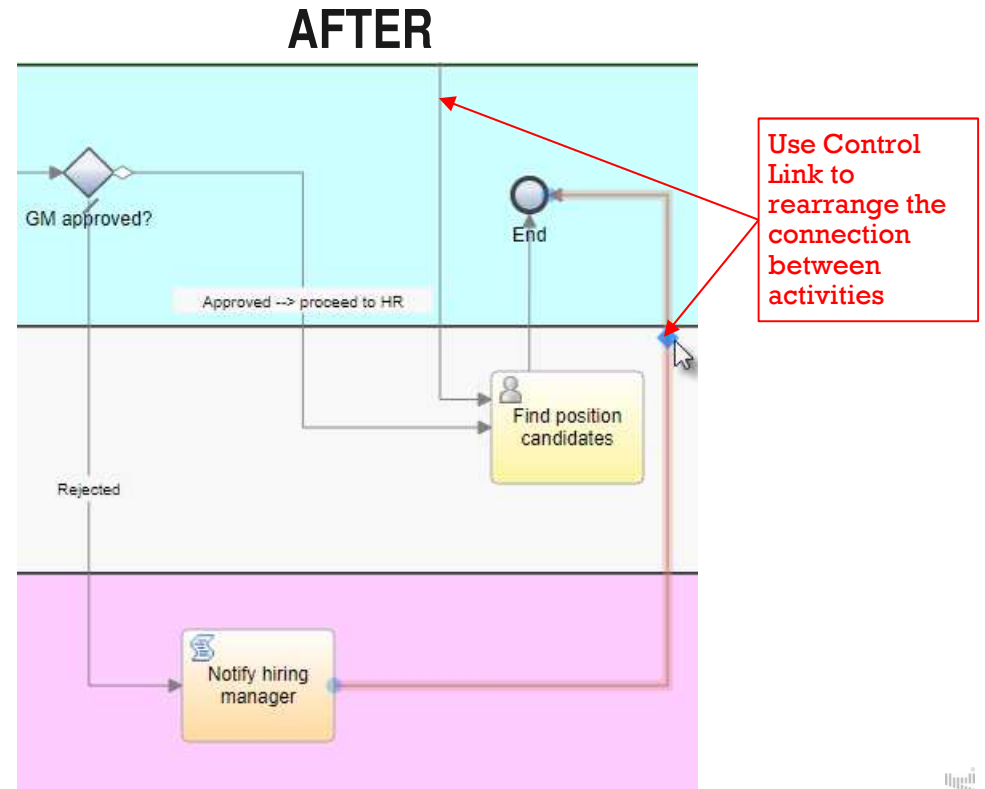 AFTER
Use Control
Link to
rearrange the
connection
between
activities
GM approved?
End
Approved --> proceed to HR
Find position
candidates
Rejected
Notify hiring
manager